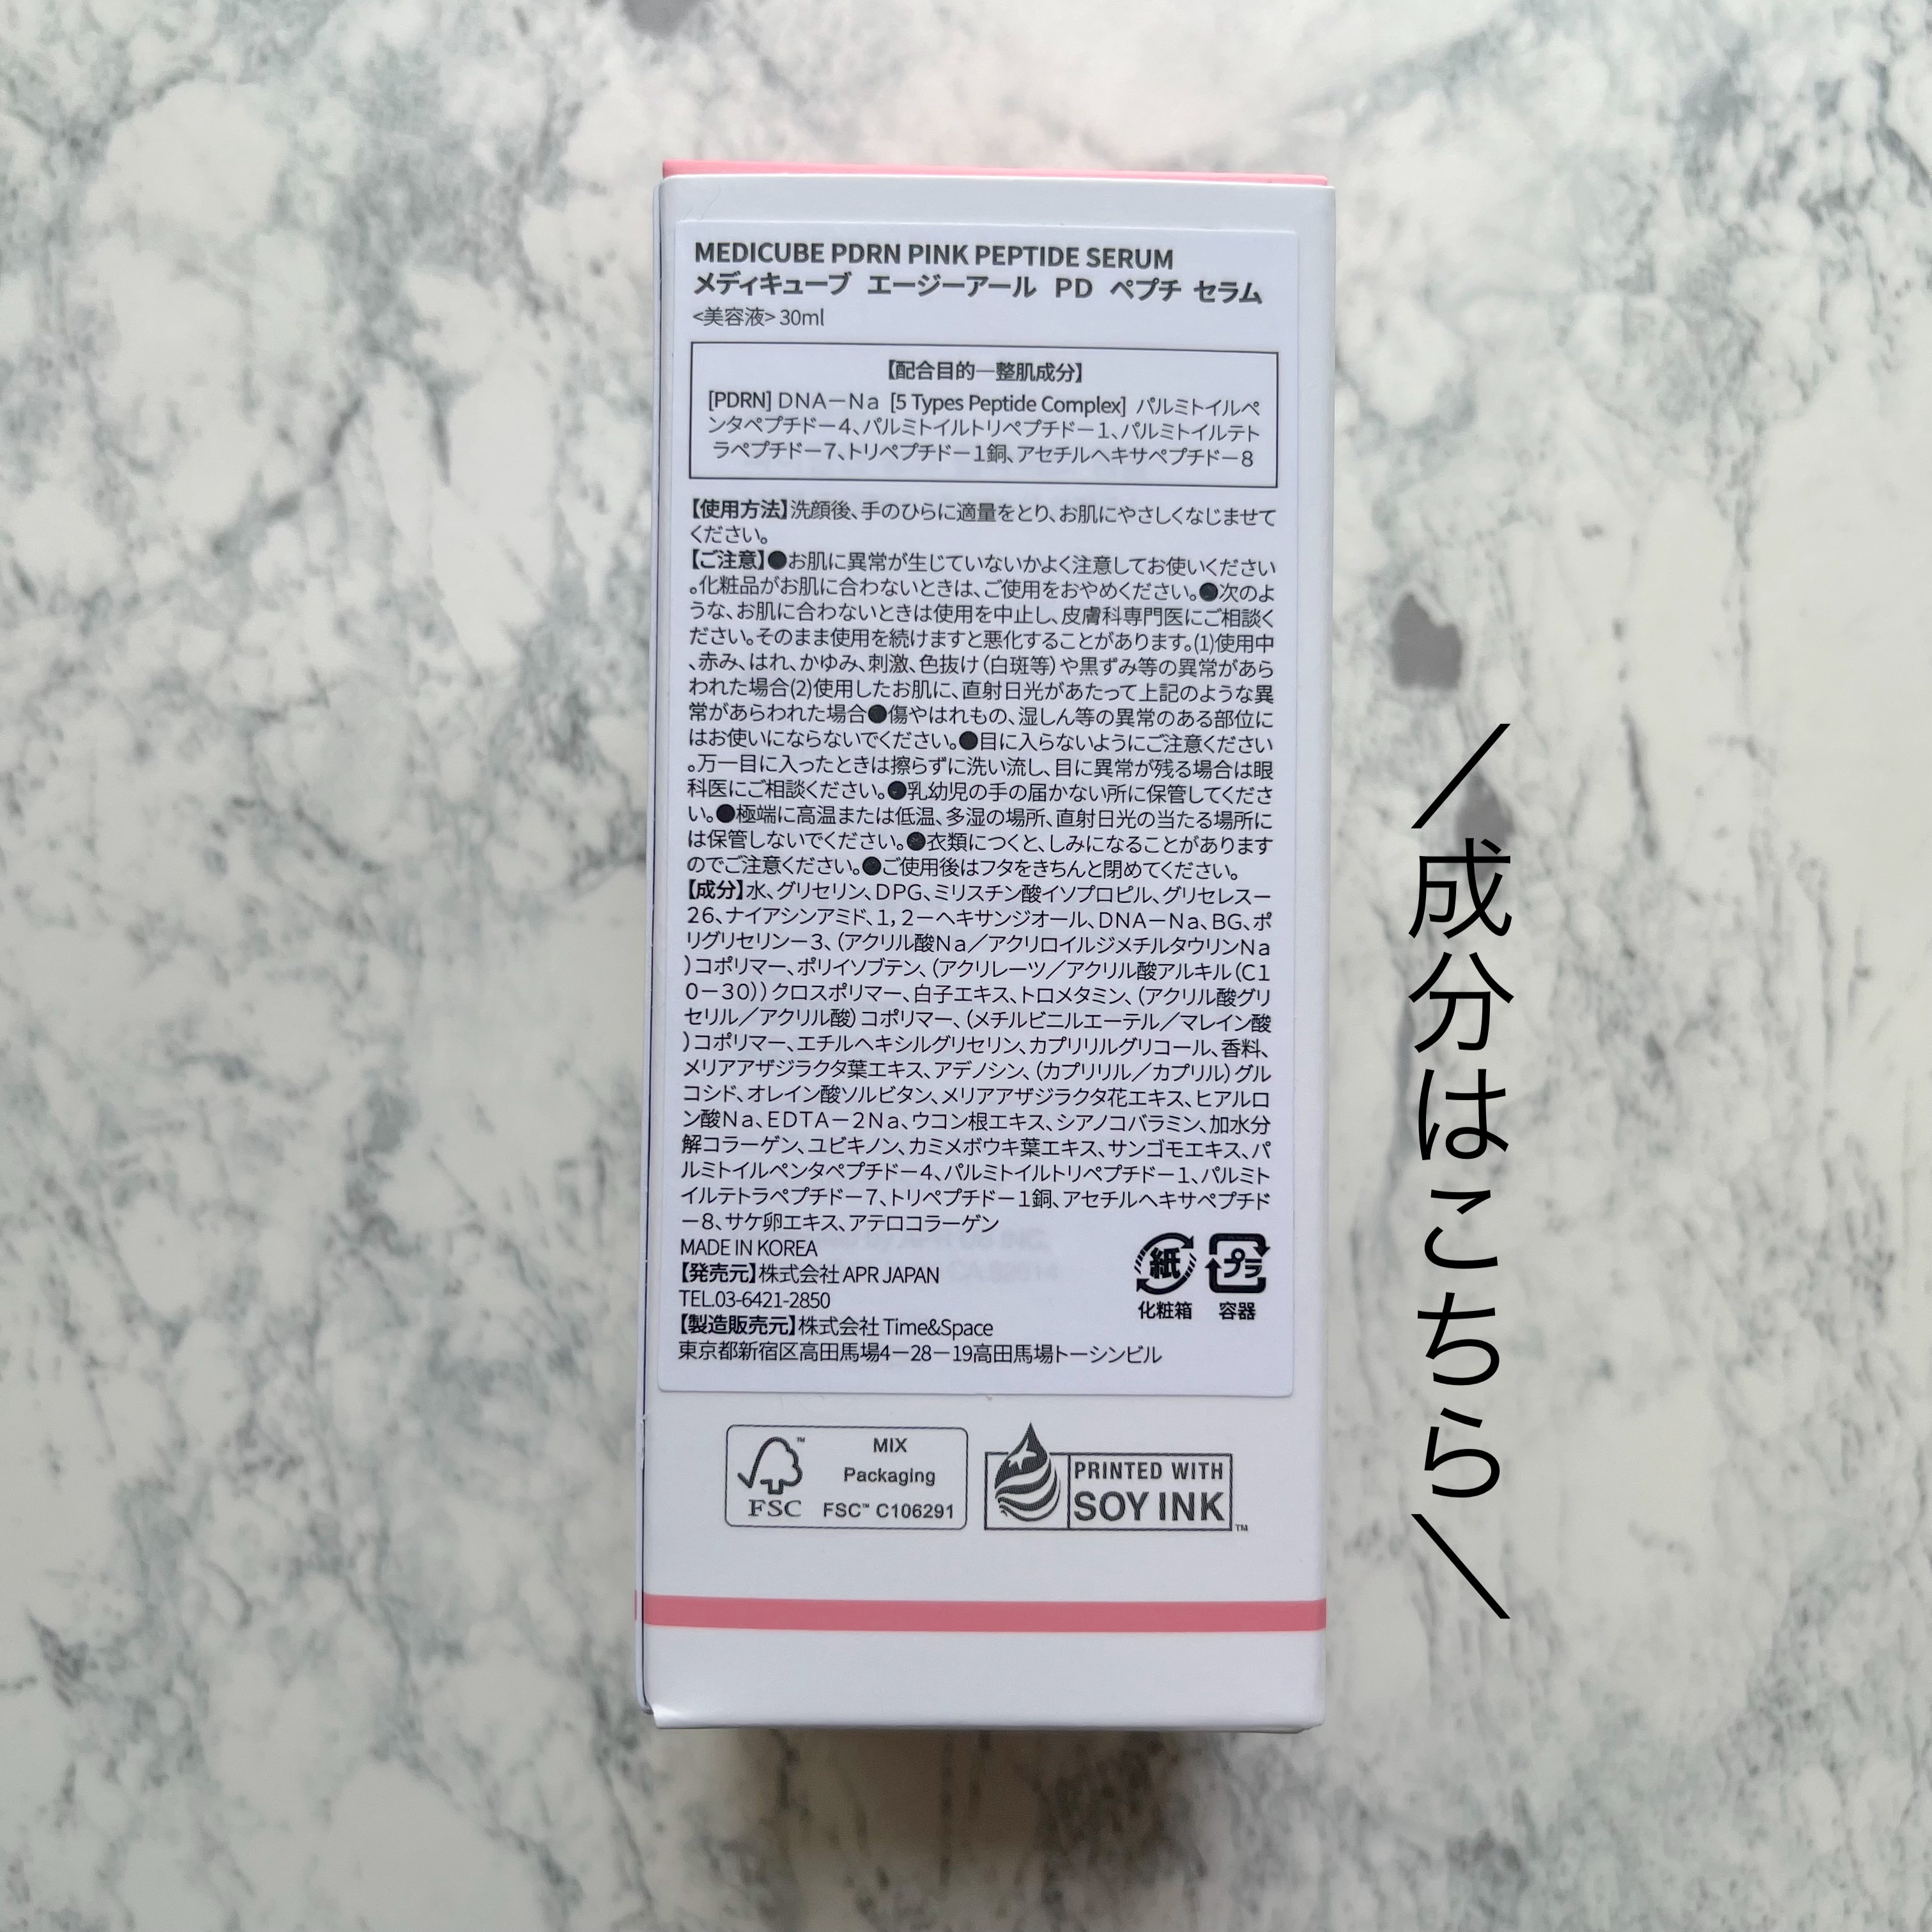 MEDICUBE PDRN PINK PEPTIDE SERUM
メディキューブ エージーアール PD ペプチ セラム
<美容液> 30ml
【配合目的—整肌成分】
[PDRN] DNA－Na [5 Types Peptide Complex] パルミトイルペ
ンタペプチド－4、パルミトイルトリペプチド－1、パルミトイルテト
ラペプチド－7、トリペプチド－1銅、アセチルヘキサペプチド－8
【使用方法】洗顔後、手のひらに適量をとり、お肌にやさしくなじませて
ください。
【ご注意】●お肌に異常が生じていないかよく注意してお使いください
。化粧品がお肌に合わないときは、ご使用をおやめください。●次のよ
うな、お肌に合わないときは使用を中止し、皮膚科専門医にご相談く
ださい。そのまま使用を続けますと悪化することがあります。(1)使用中
、赤み、はれ、かゆみ、刺激、色抜け（白斑等）や黒ずみ等の異常があら
われた場合(2)使用したお肌に、直射日光があたって上記のような異
常があらわれた場合●傷やはれもの、湿しん等の異常のある部位に
はお使いにならないでください。●目に入らないようにご注意ください
。万一目に入ったときは擦らずに洗い流し、目に異常が残る場合は眼
科医にご相談ください。●乳幼児の手の届かない所に保管してくださ
い。●極端に高温または低温、多湿の場所、直射日光の当たる場所に
は保管しないでください。●衣類につくと、しみになることがあります
のでご注意ください。●ご使用後はフタをきちんと閉めてください。
【成分】水、グリセリン、DPG、ミリスチン酸イソプロピル、グリセレス－
26、ナイアシンアミド、1，2－ヘキサンジオール、DNA－Na、BG、ポ
リグリセリン－3、（アクリル酸Na／アクリロイルジメチルタウリンNa
）コポリマー、ポリイソブテン、（アクリレーツ／アクリル酸アルキル（C1
0－30））クロスポリマー、白子エキス、トロメタミン、（アクリル酸グリ
セリル／アクリル酸）コポリマー、（メチルビニルエーテル／マレイン酸
）コポリマー、エチルヘキシルグリセリン、カプリリルグリコール、香料、
メリアアザジラクタ葉エキス、アデノシン、（カプリリル／カプリル）グル
コシド、オレイン酸ソルビタン、メリアアザジラクタ花エキス、ヒアルロ
ン酸Na、EDTA－2Na、ウコン根エキス、シアノコバラミン、加水分
解コラーゲン、ユビキノン、カミメボウキ葉エキス、サンゴモエキス、パ
ルミトイルペンタペプチド－4、パルミトイルトリペプチド－1、パルミト
イルテトラペプチド－7、トリペプチド－1銅、アセチルヘキサペプチド
－8、サケ卵エキス、アテロコラーゲン
MADE IN KOREA
【発売元】株式会社 APR JAPAN
TEL.03-6421-2850
【製造販売元】株式会社 Time&Space
東京都新宿区高田馬場4－28－19高田馬場トーシンビル
紙
化粧箱
プラ
容器
FSC
MIX
Packaging
FSC™ C106291
PRINTED WITH
SOY INK™
＼成分はこちら／